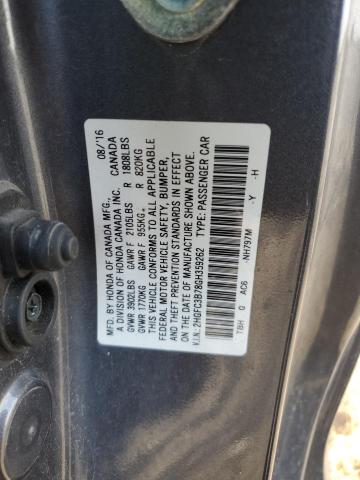 MFD. BY HONDA OF CANADA MFG., 08/16
A DIVISION OF HONDA CANADA INC. CANADA
GVWR 3902LBS GAWR F 2105LBS R 1808LBS
GVWR 1770KG GAWR F 955KG R 820KG
THIS VEHICLE CONFORMS TO ALL APPLICABLE
FEDERAL MOTOR VEHICLE SAFETY, BUMPER,
AND THEFT PREVENTION STANDARDS IN EFFECT
ON THE DATE OF MANUFACTURE SHOWN ABOVE.
V.I.N.: 2HGFC3B78GH359262 TYPE: PASSENGER CAR
TBH 0 AC6 -NH797M -Y -H